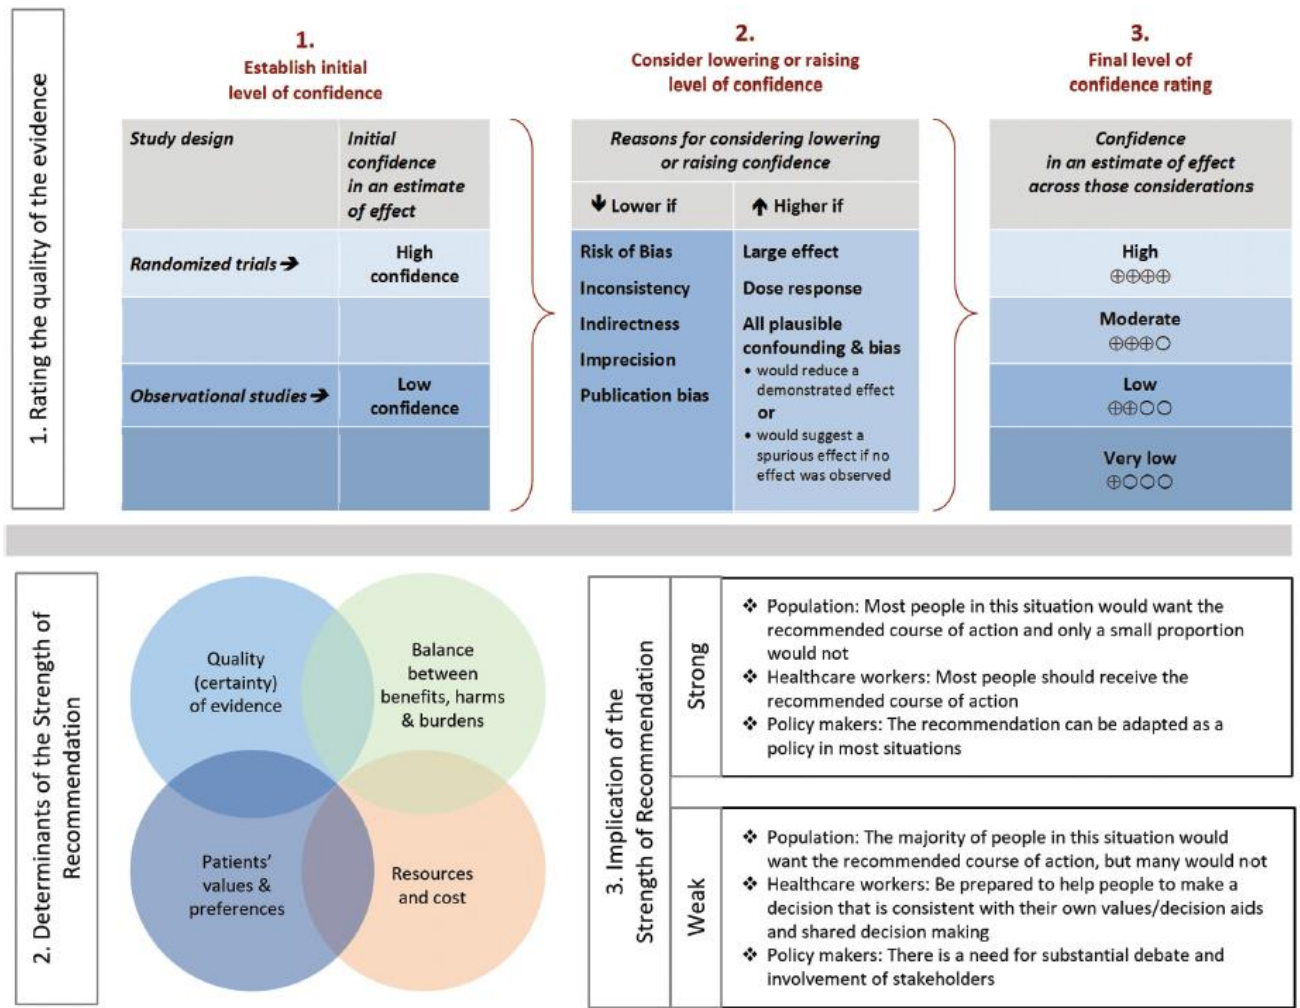 1. Rating the quality of the evidence
1.
Establish initial
level of confidence
2.
Consider lowering or raising
level of confidence
3.
Final level of
confidence rating
Study design
Initial
confidence
in an estimate
of effect
Randomized trials ➔
High
confidence
Observational studies ➔
Low
confidence
Reasons for considering lowering
or raising confidence
🡻 Lower if
🡹 Higher if
Risk of Bias
Inconsistency
Indirectness
Imprecision
Publication bias
Large effect
Dose response
All plausible
confounding & bias
• would reduce a
demonstrated effect
or
• would suggest a
spurious effect if no
effect was observed
Confidence
in an estimate of effect
across those considerations
High
⊕⊕⊕⊕
Moderate
⊕⊕⊕○
Low
⊕⊕○○
Very low
⊕○○○
2. Determinants of the Strength of
Recommendation
Quality
(certainty)
of evidence
Balance
between
benefits, harms
& burdens
Patients'
values &
preferences
Resources
and cost
3. Implication of the
Strength of Recommendation
Strong
❖ Population: Most people in this situation would want the
recommended course of action and only a small proportion
would not
❖ Healthcare workers: Most people should receive the
recommended course of action
❖ Policy makers: The recommendation can be adapted as a
policy in most situations
Weak
❖ Population: The majority of people in this situation would
want the recommended course of action, but many would not
❖ Healthcare workers: Be prepared to help people to make a
decision that is consistent with their own values/decision aids
and shared decision making
❖ Policy makers: There is a need for substantial debate and
involvement of stakeholders